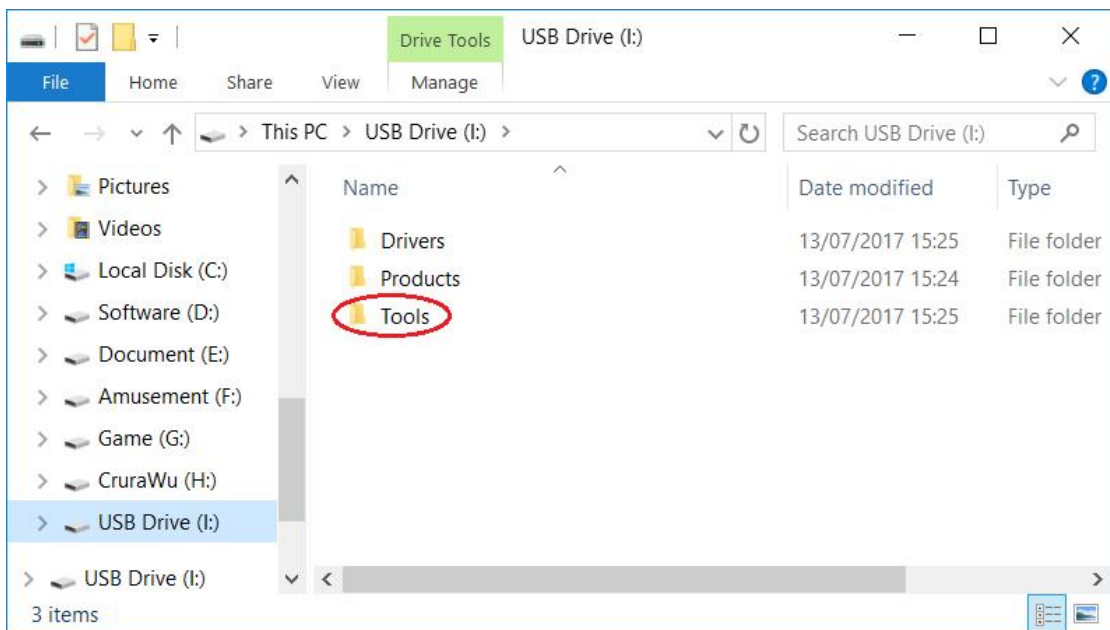 Drive Tools USB Drive (I:)
File Home Share View Manage
This PC > USB Drive (I:) > Search USB Drive (I:)
Pictures
Videos
Local Disk (C:)
Software (D:)
Document (E:)
Amusement (F:)
Game (G:)
CruraWu (H:)
USB Drive (I:)
USB Drive (I:)
Name Date modified Type
Drivers 13/07/2017 15:25 File folder
Products 13/07/2017 15:24 File folder
Tools 13/07/2017 15:25 File folder
3 items